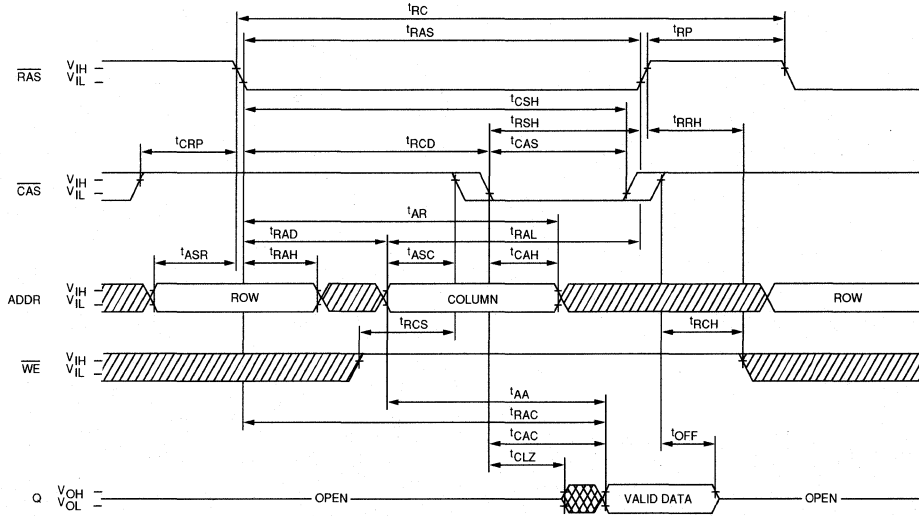 tRC
tRAS
tRP
RAS
VIH
VIL
tCSH
tRSH
tRRH
tCRP
tRCD
tCAS
CAS
VIH
VIL
tAR
tRAD
tRAL
tASR
tRAH
tASC
tCAH
ADDR
VIH
VIL
ROW
COLUMN
ROW
tRCS
tRCH
WE
VIH
VIL
tAA
tRAC
tCAC
tOFF
tCLZ
Q
VOH
VOL
OPEN
VALID DATA
OPEN